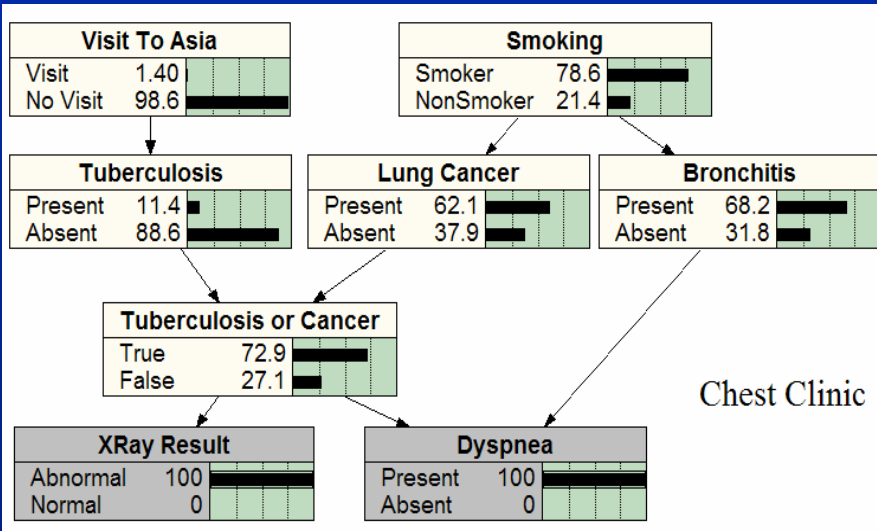 Visit To Asia
Visit 1.40
No Visit 98.6
Smoking
Smoker 78.6
NonSmoker 21.4
Tuberculosis
Present 11.4
Absent 88.6
Lung Cancer
Present 62.1
Absent 37.9
Bronchitis
Present 68.2
Absent 31.8
Tuberculosis or Cancer
True 72.9
False 27.1
Chest Clinic
XRay Result
Abnormal 100
Normal 0
Dyspnea
Present 100
Absent 0